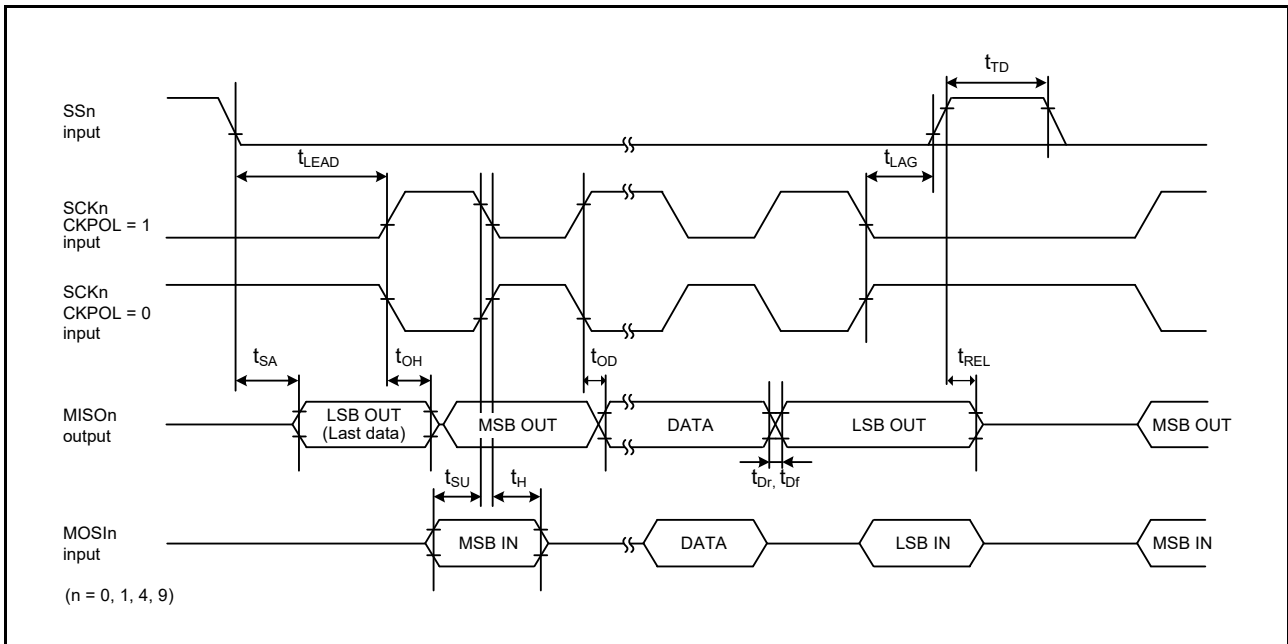 tTD
SSn
input
tLEAD
tLAG
SCKn
CKPOL = 1
input
SCKn
CKPOL = 0
input
tSA
tOH
tOD
tREL
MISOn
output
LSB OUT
(Last data)
MSB OUT
DATA
LSB OUT
MSB OUT
tSU
tH
tDr, tDf
MOSIn
input
MSB IN
DATA
LSB IN
MSB IN
(n = 0, 1, 4, 9)